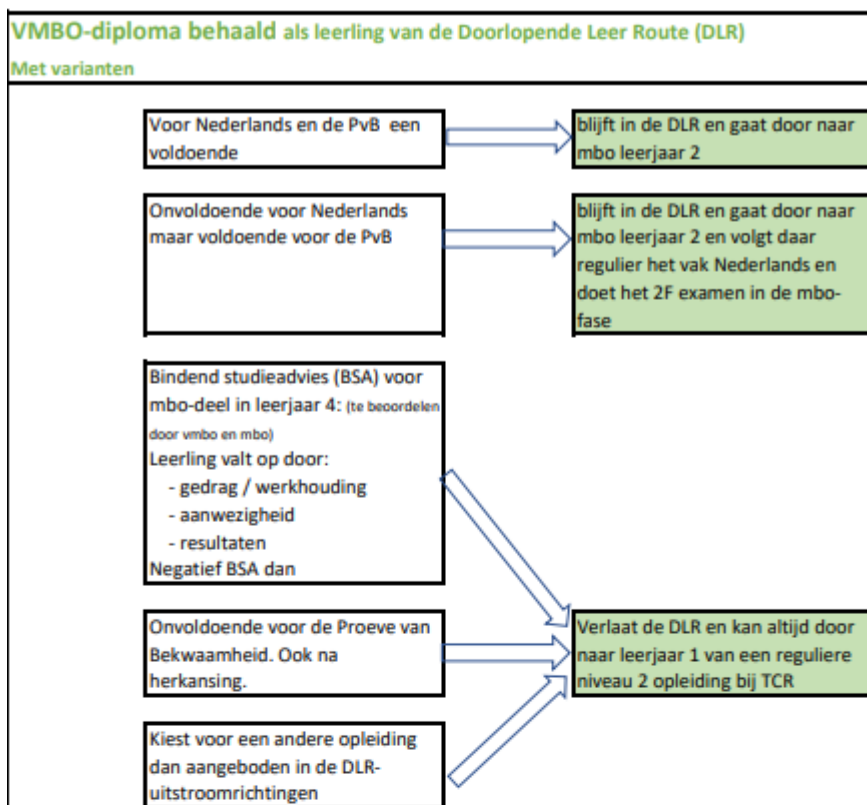 VMBO-diploma behaald als leerling van de Doorlopende Leer Route (DLR)
Met varianten
Voor Nederlands en de PvB een
voldoende
blijft in de DLR en gaat door naar
mbo leerjaar 2
Onvoldoende voor Nederlands
maar voldoende voor de PvB
blijft in de DLR en gaat door naar
mbo leerjaar 2 en volgt daar
regulier het vak Nederlands en
doet het 2F examen in de mbo-
fase
Bindend studieadvies (BSA) voor
mbo-deel in leerjaar 4: (te beoordelen
door vmbo en mbo)
Leerling valt op door:
- gedrag / werkhouding
- aanwezigheid
- resultaten
Negatief BSA dan
Onvoldoende voor de Proeve van
Bekwaamheid. Ook na
herkansing.
Verlaat de DLR en kan altijd door
naar leerjaar 1 van een reguliere
niveau 2 opleiding bij TCR
Kiest voor een andere opleiding
dan aangeboden in de DLR-
uitstroomrichtingen